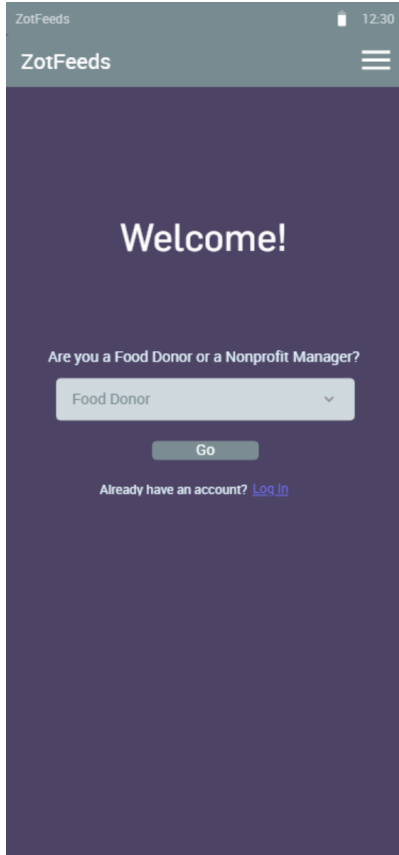 ZotFeeds 12:30
ZotFeeds
Welcome!
Are you a Food Donor or a Nonprofit Manager?
Food Donor
Go
Already have an account? Log In